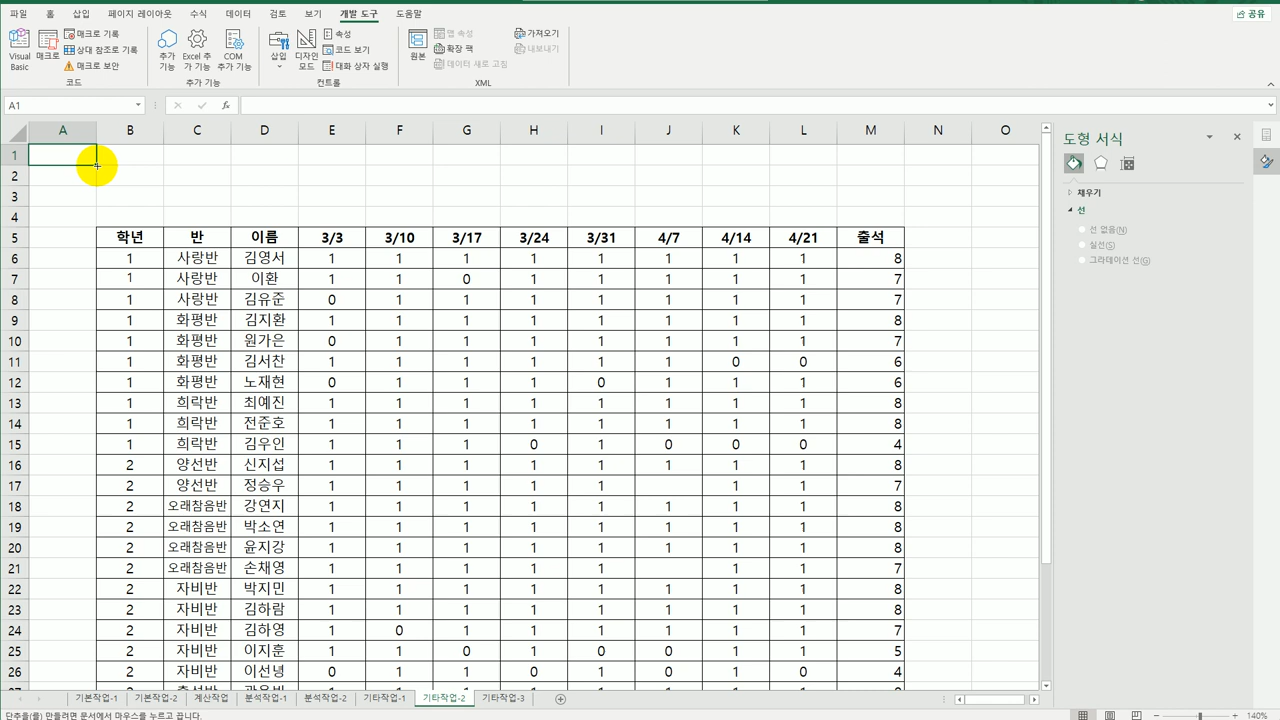 파일 홈 삽입 페이지 레이아웃 수식 데이터 검토 보기 개발 도구 도움말 공유
Visual Basic 매크로 매크로 기록 상대 참조로 기록 매크로 보안 코드
추가 기능 Excel 추가 기능 COM 추가 기능 추가 기능
삽입 디자인 모드 속성 코드 보기 대화 상자 실행 컨트롤
원본 맵 속성 확장 팩 데이터 새로 고침 가져오기 내보내기 XML
A1 fx
A B C D E F G H I J K L M N O
1
2
3
4
5 학년 반 이름 3/3 3/10 3/17 3/24 3/31 4/7 4/14 4/21 출석
6 1 사랑반 김영서 1 1 1 1 1 1 1 1 8
7 1 사랑반 이환 1 1 0 1 1 1 1 1 7
8 1 사랑반 김유준 0 1 1 1 1 1 1 1 7
9 1 화평반 김지환 1 1 1 1 1 1 1 1 8
10 1 화평반 원가은 0 1 1 1 1 1 1 1 7
11 1 화평반 김서찬 1 1 1 1 1 1 0 0 6
12 1 화평반 노재현 0 1 1 1 0 1 1 1 6
13 1 희락반 최예진 1 1 1 1 1 1 1 1 8
14 1 희락반 전준호 1 1 1 1 1 1 1 1 8
15 1 희락반 김우인 1 1 1 0 1 0 0 0 4
16 2 양선반 신지섭 1 1 1 1 1 1 1 1 8
17 2 양선반 정승우 1 1 1 1 1 1 1 7
18 2 오래참음반 강연지 1 1 1 1 1 1 1 1 8
19 2 오래참음반 박소연 1 1 1 1 1 1 1 1 8
20 2 오래참음반 윤지강 1 1 1 1 1 1 1 1 8
21 2 오래참음반 손채영 1 1 1 1 1 1 1 7
22 2 자비반 박지민 1 1 1 1 1 1 1 1 8
23 2 자비반 김하람 1 1 1 1 1 1 1 1 8
24 2 자비반 김하영 1 0 1 1 1 1 1 1 7
25 2 자비반 이지훈 1 1 0 1 0 0 1 1 5
26 2 자비반 이선녕 0 1 1 0 1 0 1 0 4
도형 서식
채우기
선
선 없음(N)
실선(S)
그라데이션 선(G)
기본작업-1 기본작업-2 계산작업 분석작업-1 분석작업-2 기타작업-1 기타작업-2 기타작업-3
단추을(를) 만들려면 문서에서 마우스를 누르고 끕니다. 140%